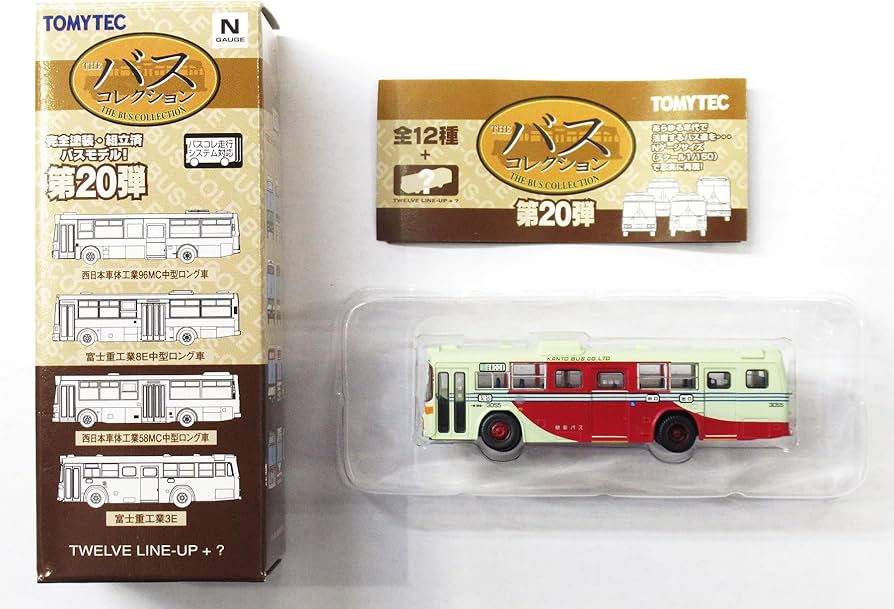 TOMYTEC
N
GAUGE
THE
バス
コレクション
THE BUS COLLECTION
完全塗装・組立済
バスモデル!
バスコレ走行
システム対応
第20弾
西日本車体工業96MC中型ロング車
富士重工業8E中型ロング車
西日本車体工業58MC中型ロング車
富士重工業3E
TWELVE LINE-UP + ?
全12種
+
TWELVE LINE-UP + ?
THE
バス
コレクション
THE BUS COLLECTION
第20弾
TOMYTEC
あらゆる年代で
活躍するバス達を・・・
Nゲージサイズ
(スケール1/150)
で忠実に再現!
KANTO BUS CO.,LTD
3055
関東バス
3055